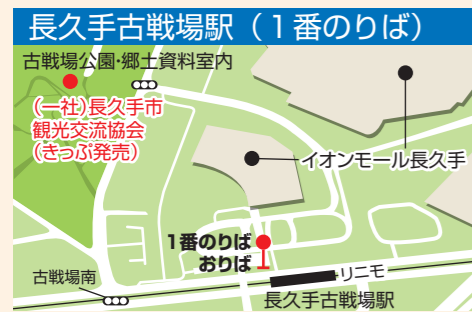 長久手古戦場駅（1番のりば）
古戦場公園・郷土資料室内
（一社）長久手市
観光交流協会
（きっぷ発売）
イオンモール長久手
1番のりば
おりば
古戦場南
リニモ
長久手古戦場駅